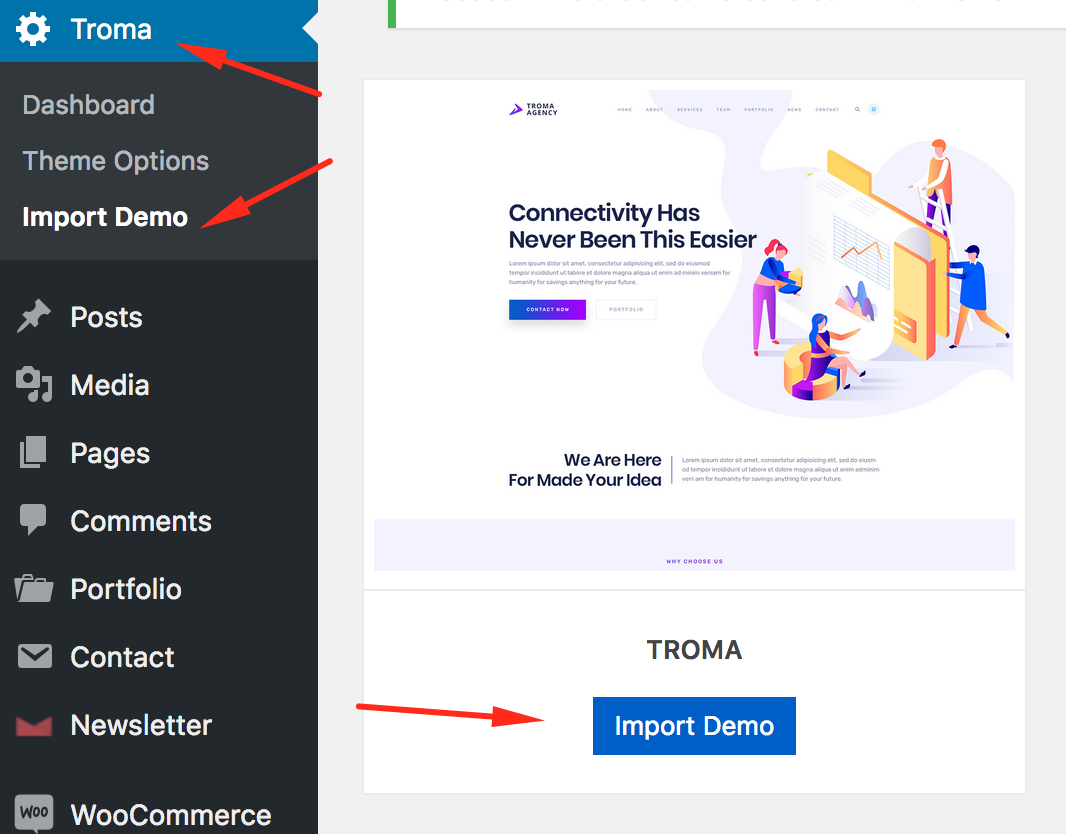 Troma
Dashboard
Theme Options
Import Demo
Posts
Media
Pages
Comments
Portfolio
Contact
Newsletter
Woo
WooCommerce
TROMA
AGENCY
HOME
ABOUT
SERVICES
TEAM
PORTFOLIO
NEWS
CONTACT
Connectivity Has
Never Been This Easier
Lorem ipsum dolor sit amet, consectetur adipisicing elit, sed do eiusmod
tempor incididunt ut labore et dolore magna aliqua ut enim ad minim veniam for
humanity for savings anything for your future.
CONTACT NOW
PORTFOLIO
We Are Here
For Made Your Idea
Lorem ipsum dolor sit amet, consectetur adipisicing elit, sed do eiusm
od tempor incididunt ut labore et dolore magna aliqua ut enim ad minim
veni am for humanity for savings anything for your future.
WHY CHOOSE US
TROMA
Import Demo